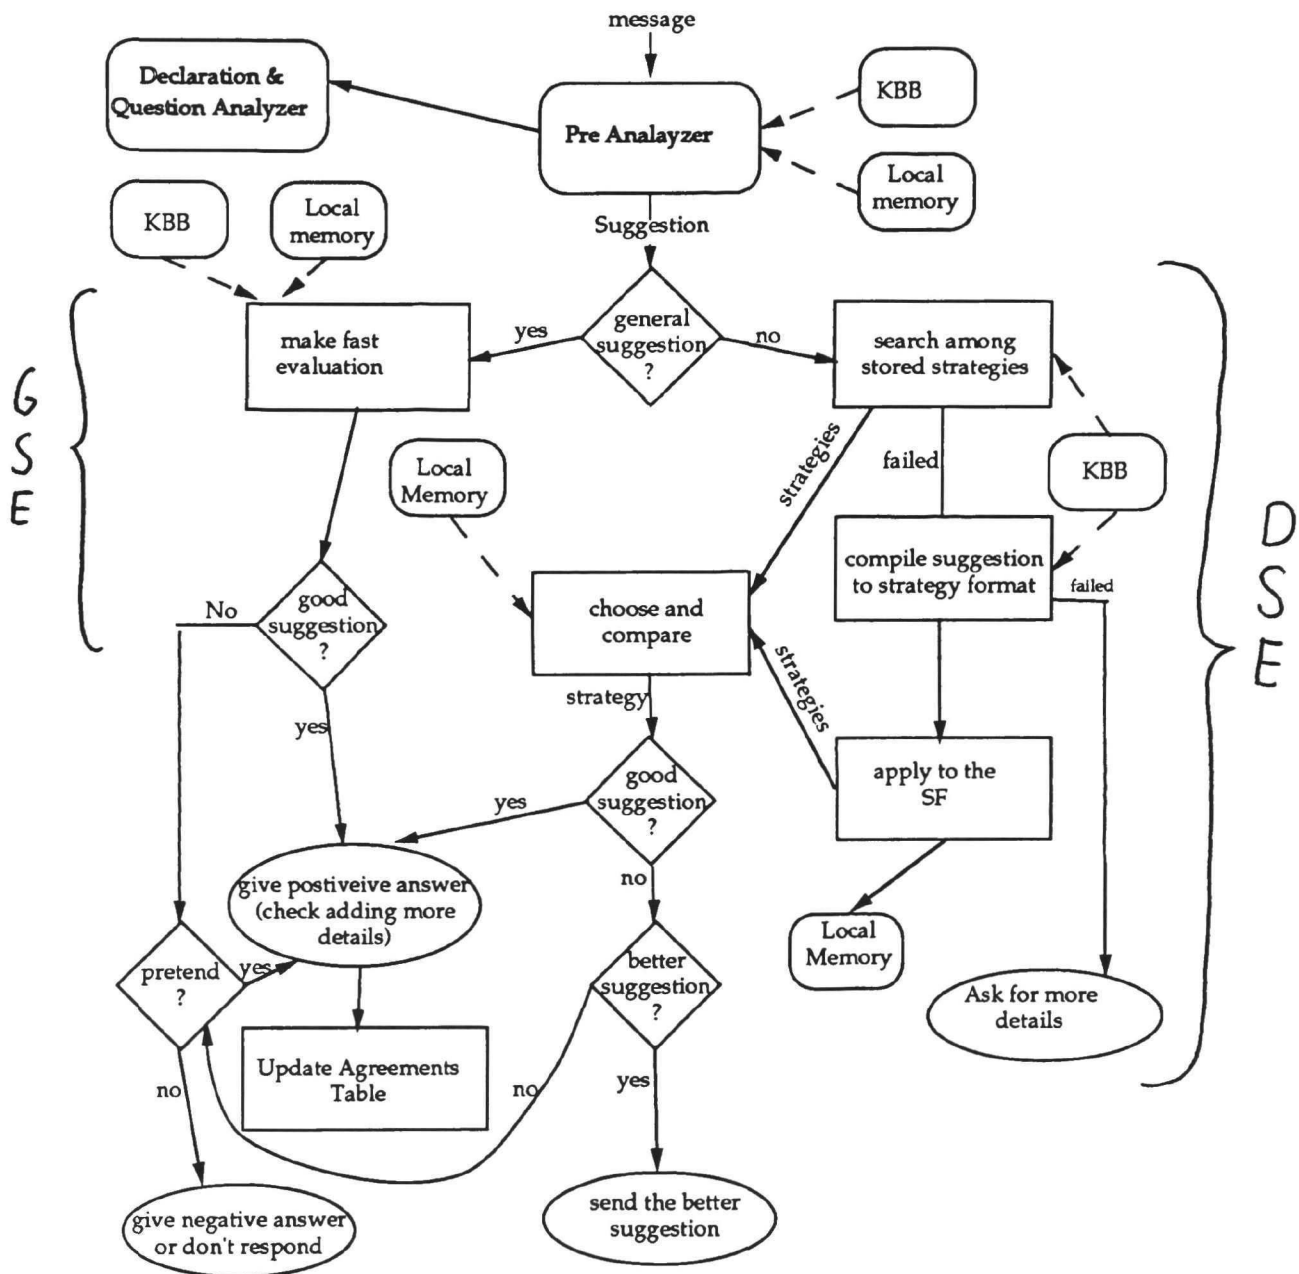 message
Declaration &
Question Analyzer
Pre Analayzer
KBB
Local
memory
KBB
Local
memory
Suggestion
general
suggestion
?
yes
no
make fast
evaluation
search among
stored strategies
G
S
E
D
S
E
strategies
failed
KBB
Local
Memory
compile suggestion
to strategy format
failed
choose and
compare
No
good
suggestion
?
yes
strategy
strategies
good
suggestion
?
yes
no
apply to the
SF
give postiveive answer
(check adding more
details)
Local
Memory
pretend
?
yes
better
suggestion
?
Ask for more
details
Update Agreements
Table
no
no
yes
give negative answer
or don't respond
send the better
suggestion